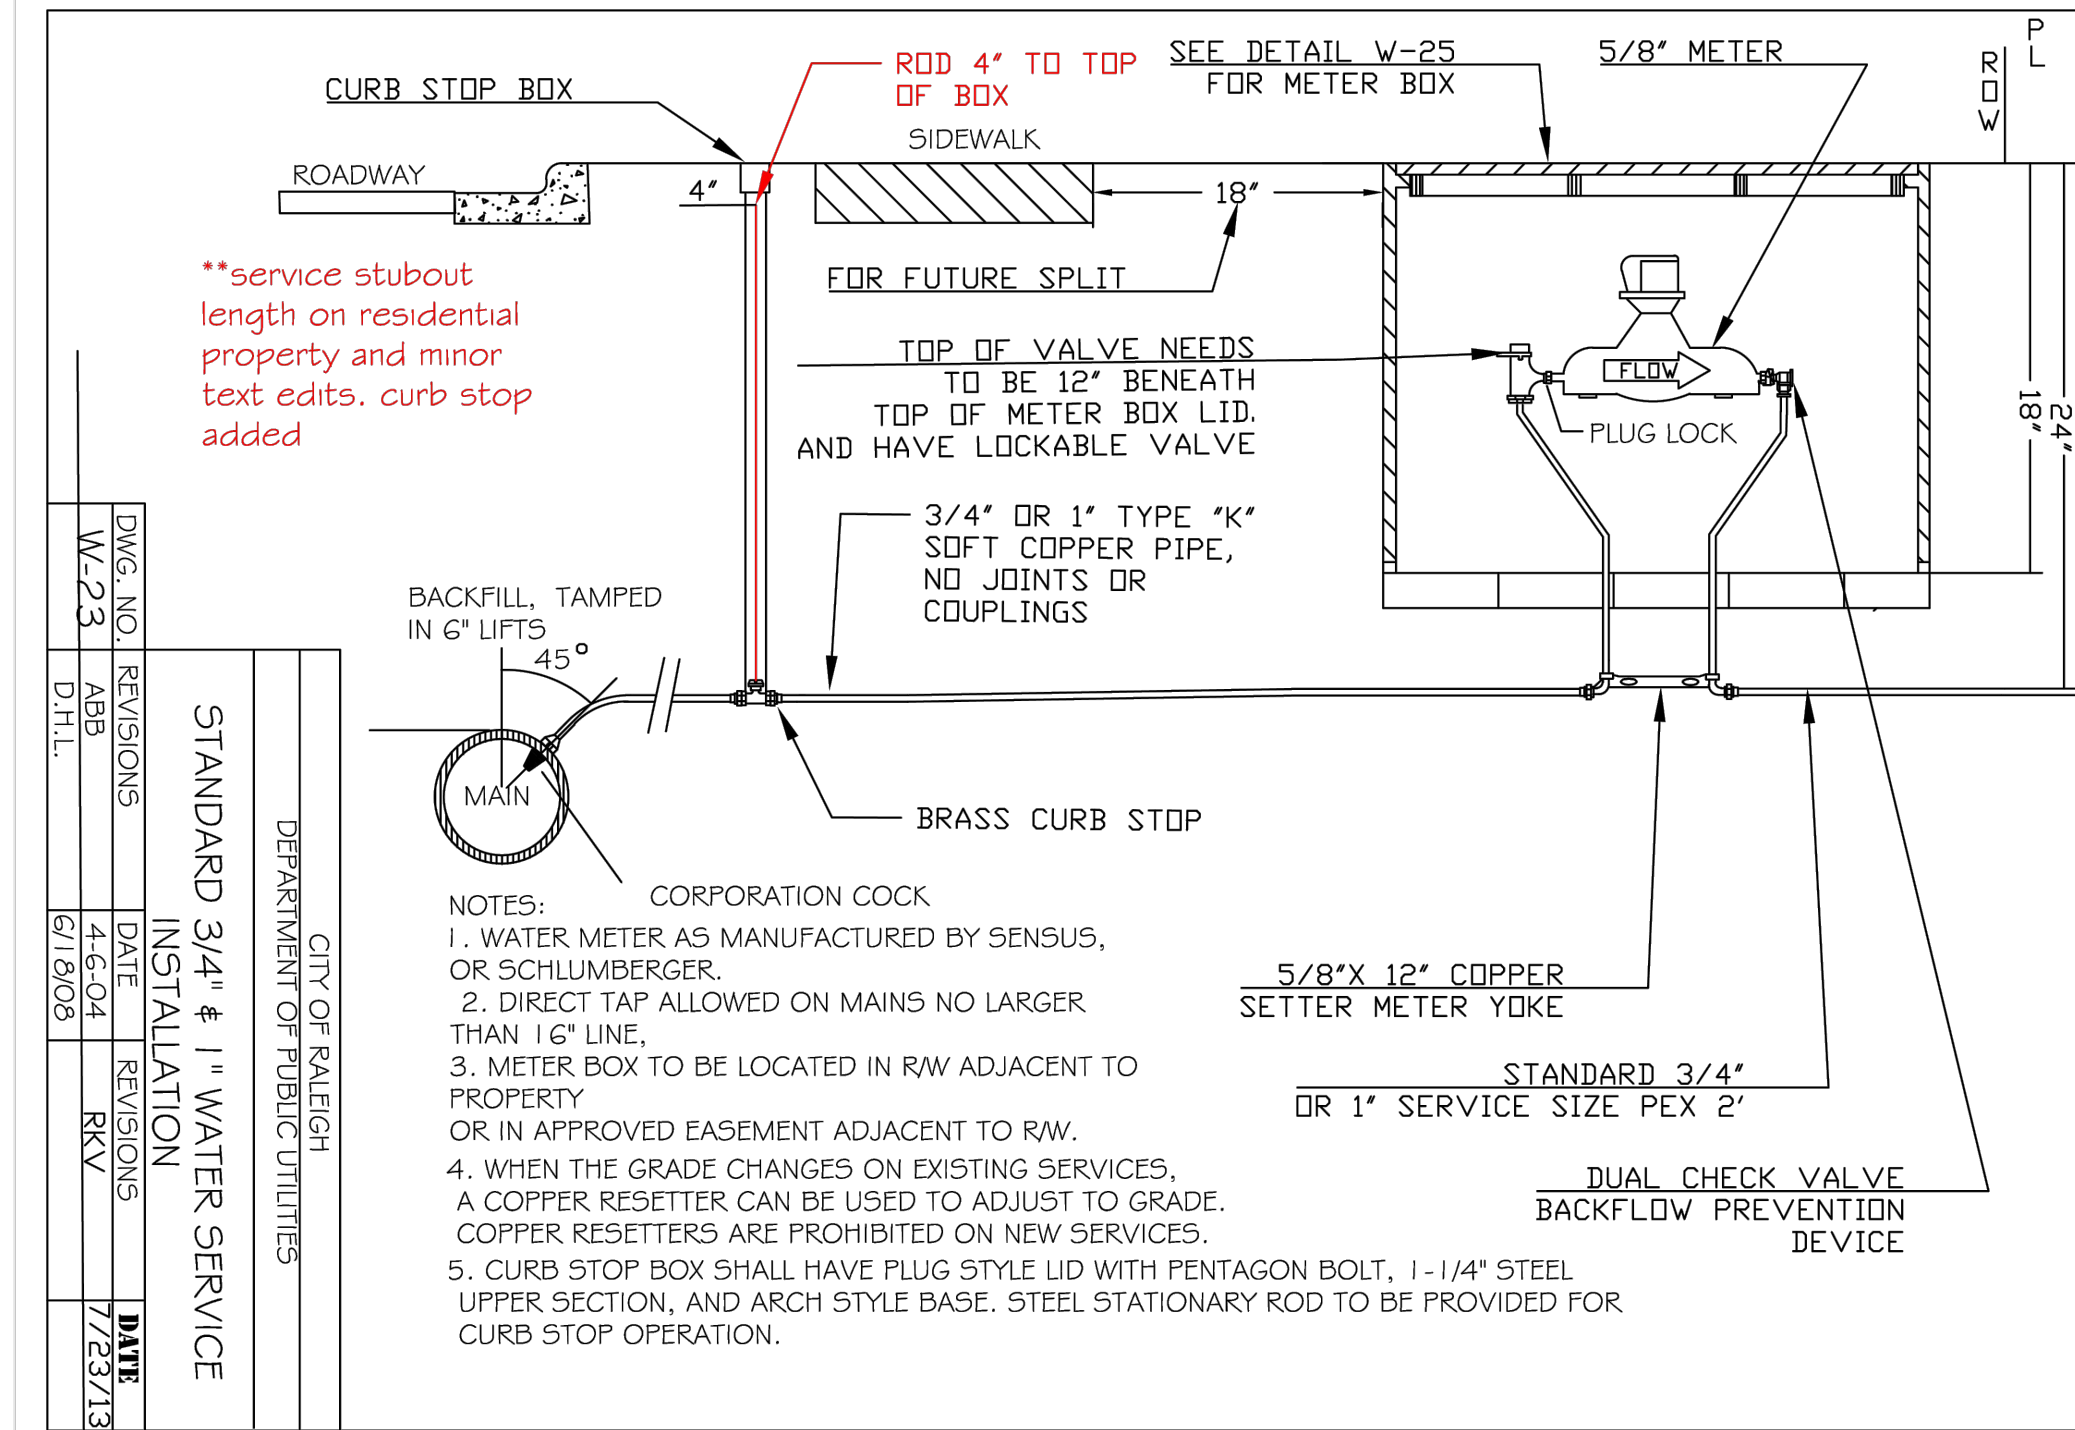 P
L
ROW
ROD 4" TO TOP
OF BOX
SEE DETAIL W-25
FOR METER BOX
5/8" METER
CURB STOP BOX
SIDEWALK
ROADWAY
4"
18"
**service stubout
length on residential
property and minor
text edits. curb stop
added
FOR FUTURE SPLIT
TOP OF VALVE NEEDS
TO BE 12" BENEATH
TOP OF METER BOX LID.
AND HAVE LOCKABLE VALVE
FLOW
PLUG LOCK
18"
24"
3/4" OR 1" TYPE "K"
SOFT COPPER PIPE,
NO JOINTS OR
COUPLINGS
BACKFILL, TAMPED
IN 6" LIFTS
45°
MAIN
BRASS CURB STOP
CORPORATION COCK
NOTES:
1. WATER METER AS MANUFACTURED BY SENSUS,
OR SCHLUMBERGER.
2. DIRECT TAP ALLOWED ON MAINS NO LARGER
THAN 16" LINE,
3. METER BOX TO BE LOCATED IN R/W ADJACENT TO
PROPERTY
OR IN APPROVED EASEMENT ADJACENT TO R/W.
4. WHEN THE GRADE CHANGES ON EXISTING SERVICES,
A COPPER RESETTER CAN BE USED TO ADJUST TO GRADE.
COPPER RESETTERS ARE PROHIBITED ON NEW SERVICES.
5. CURB STOP BOX SHALL HAVE PLUG STYLE LID WITH PENTAGON BOLT, 1-1/4" STEEL
UPPER SECTION, AND ARCH STYLE BASE. STEEL STATIONARY ROD TO BE PROVIDED FOR
CURB STOP OPERATION.
5/8"X 12" COPPER
SETTER METER YOKE
STANDARD 3/4"
OR 1" SERVICE SIZE PEX 2'
DUAL CHECK VALVE
BACKFLOW PREVENTION
DEVICE
CITY OF RALEIGH
DEPARTMENT OF PUBLIC UTILITIES
STANDARD 3/4" & 1" WATER SERVICE
INSTALLATION
DWG. NO. REVISIONS DATE REVISIONS DATE
W-23 ABB 4-6-04 RKV 7/23/13
D.H.L. 6/18/08